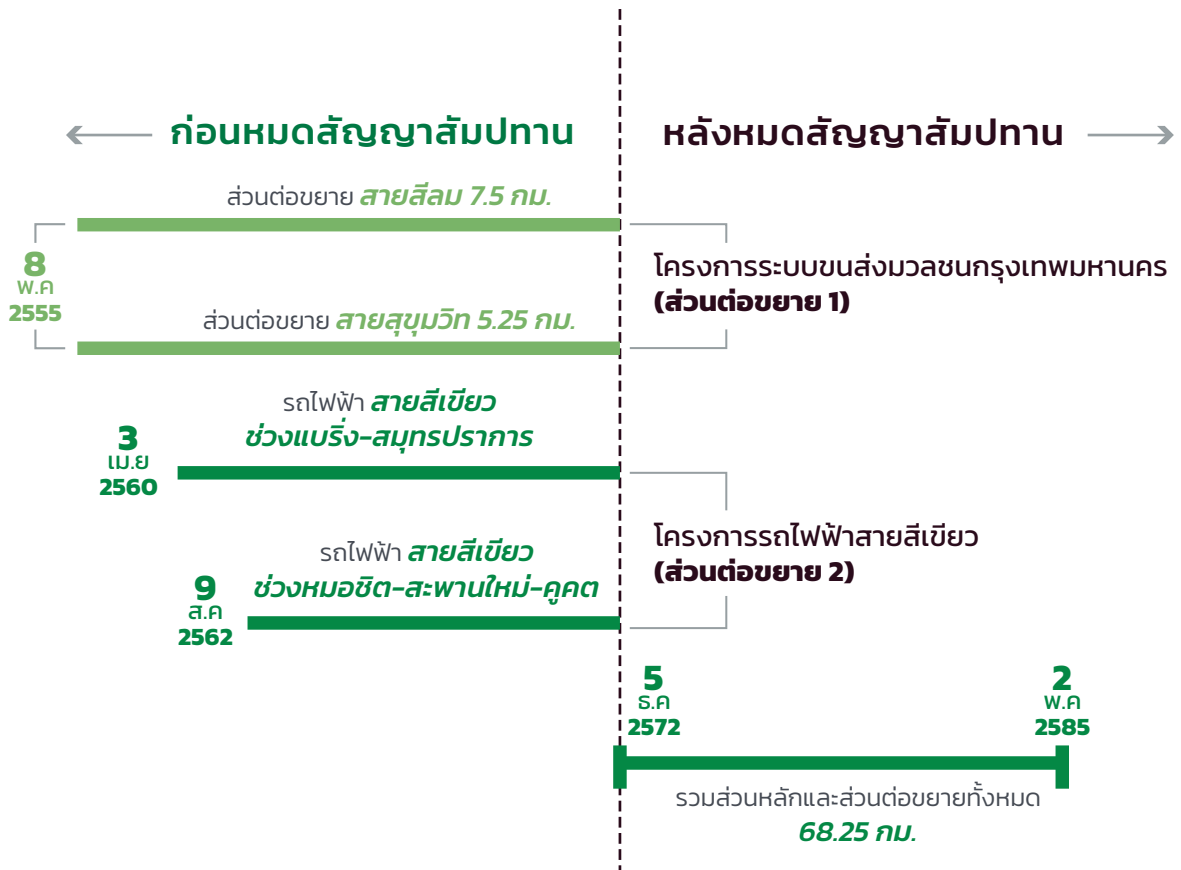 ก่อนหมดสัญญาสัมปทาน
หลังหมดสัญญาสัมปทาน
ส่วนต่อขยาย สายสีลม 7.5 กม.
8
พ.ค
2555
โครงการระบบขนส่งมวลชนกรุงเทพมหานคร
(ส่วนต่อขยาย 1)
ส่วนต่อขยาย สายสุขุมวิท 5.25 กม.
รถไฟฟ้า สายสีเขียว
ช่วงแบริ่ง-สมุทรปราการ
3
เม.ย
2560
รถไฟฟ้า สายสีเขียว
ช่วงหมอชิต-สะพานใหม่-คูคต
9
ส.ค
2562
โครงการรถไฟฟ้าสายสีเขียว
(ส่วนต่อขยาย 2)
5
ธ.ค
2572
2
พ.ค
2585
รวมส่วนหลักและส่วนต่อขยายทั้งหมด
68.25 กม.